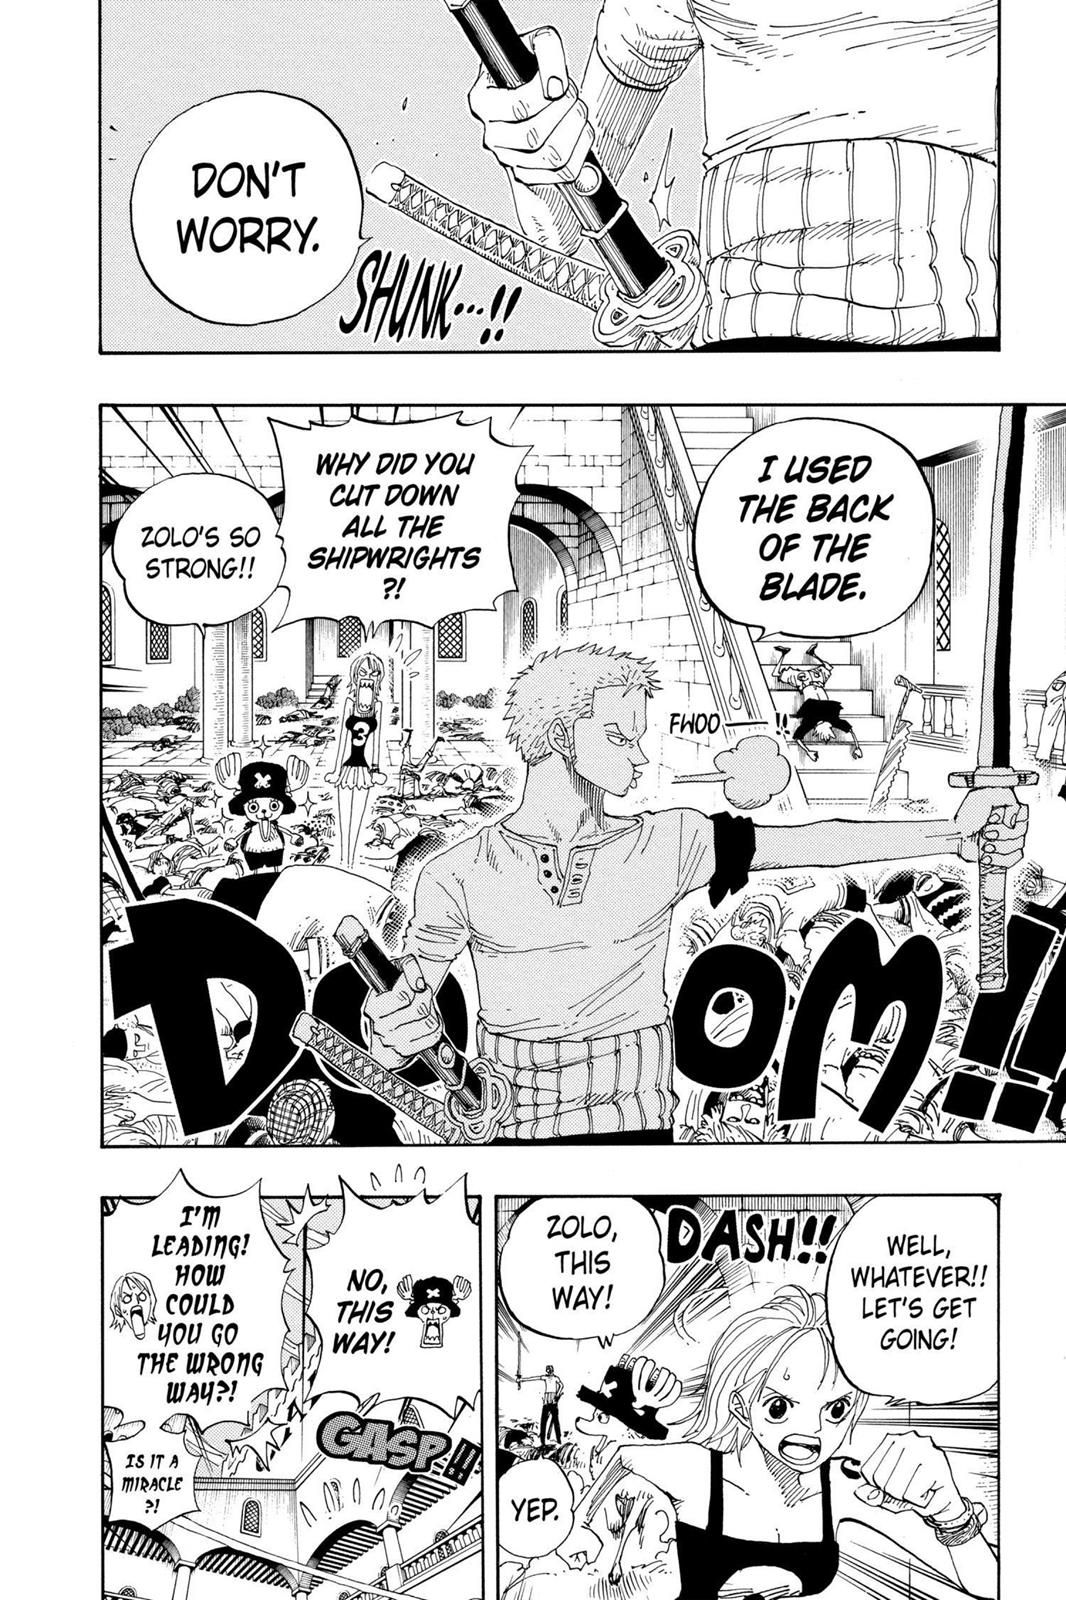 DON'T
WORRY.
SHUNK...!!
I USED
THE BACK
OF THE
BLADE.
WHY DID YOU
CUT DOWN
ALL THE
SHIPWRIGHTS
?!
ZOLO'S SO
STRONG!!
FWOO—!!
3
DOOOM!!
WELL,
WHATEVER!!
LET'S GET
GOING!
DASH!!
ZOLO,
THIS
WAY!
YEP.
NO,
THIS
WAY!
I'M
LEADING!
HOW
COULD
YOU GO
THE WRONG
WAY?!
GASP!!
IS IT A
MIRACLE
?!